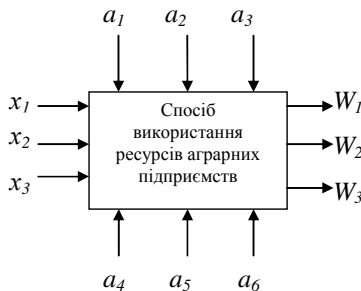 a1 a2 a3
x1
x2
x3
Спосіб
використання
ресурсів аграрних
підприємств
W1
W2
W3
a4 a5 a6